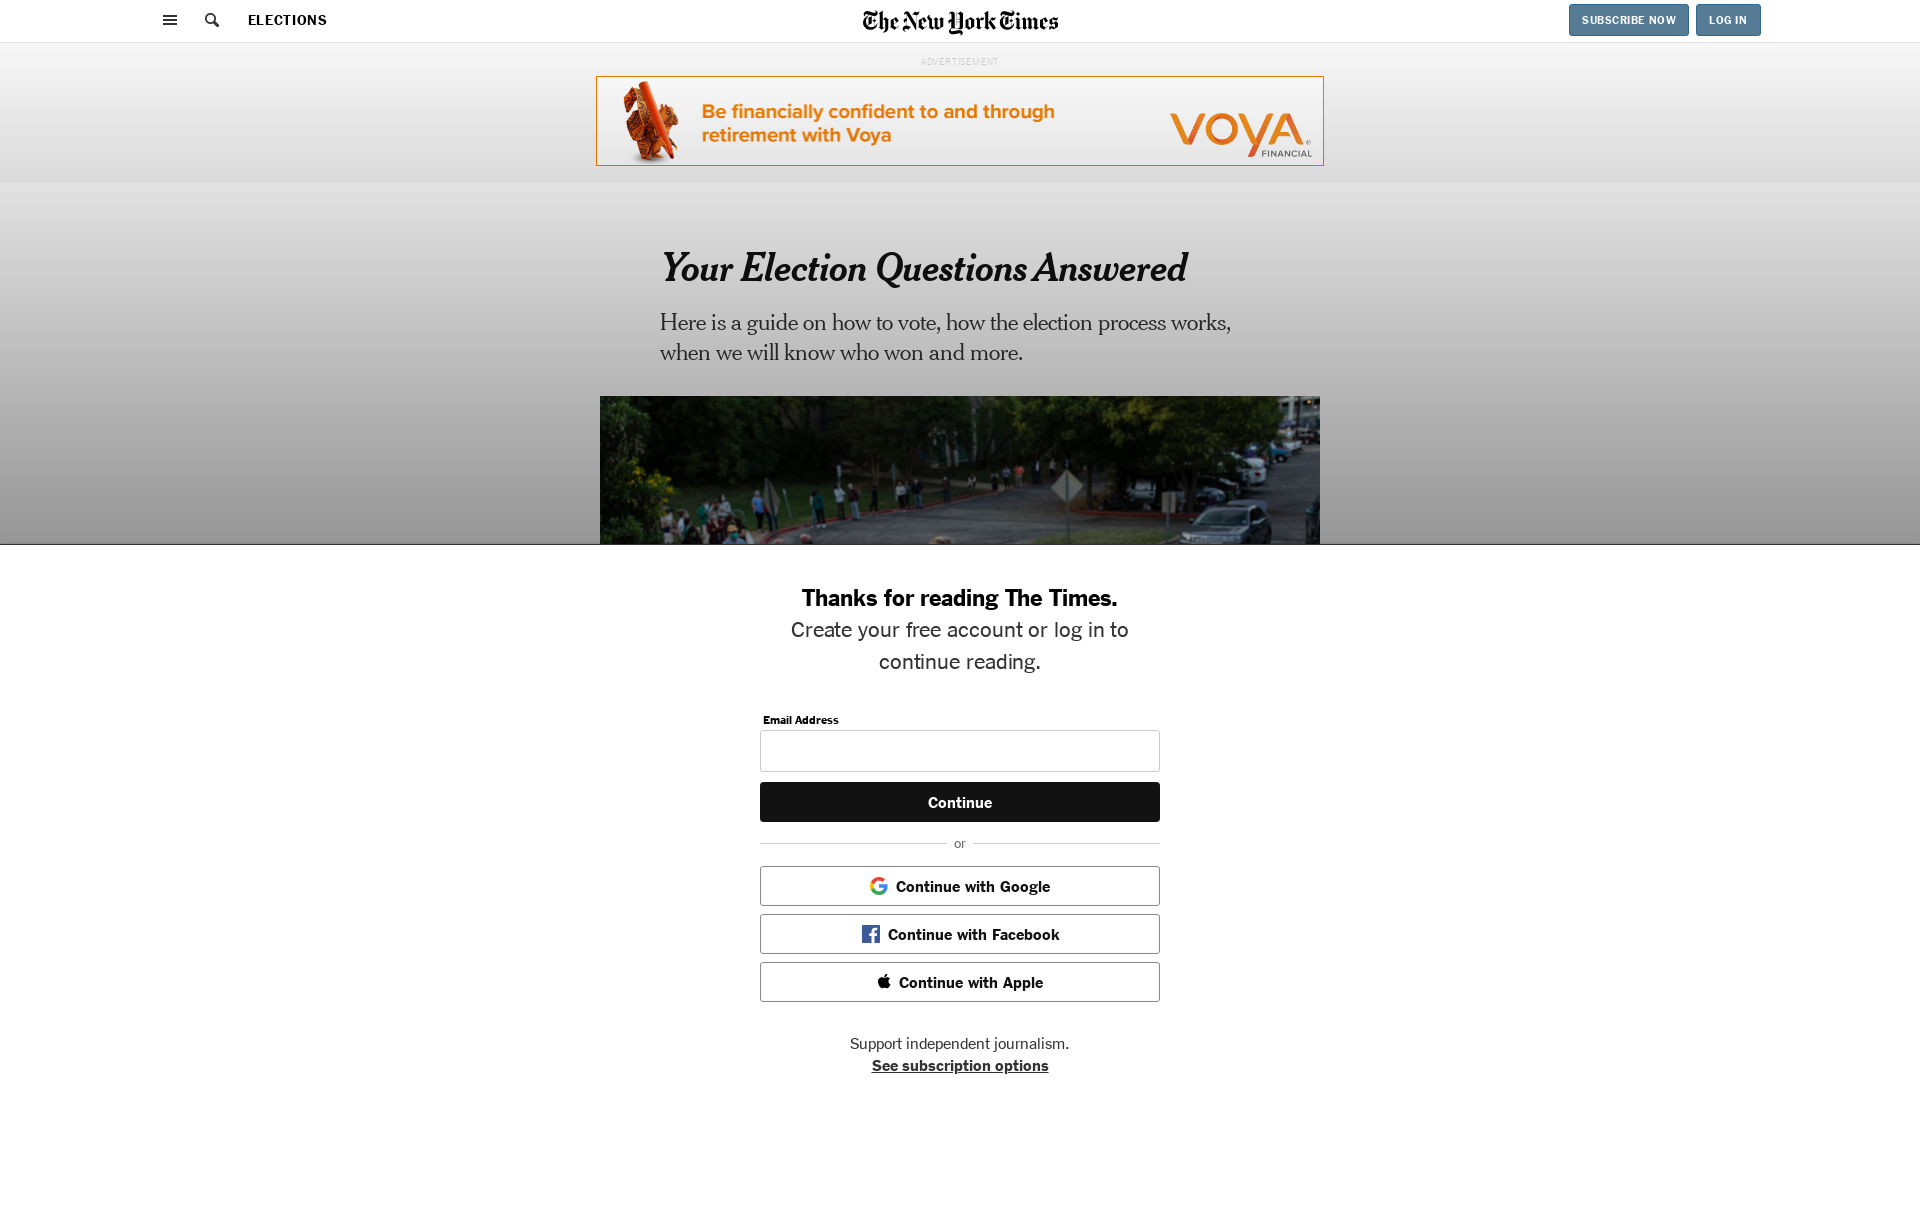 ELECTIONS
The New York Times
SUBSCRIBE NOW
LOG IN
ADVERTISEMENT
Be financially confident to and through
retirement with Voya
VOYA®
FINANCIAL
Your Election Questions Answered
Here is a guide on how to vote, how the election process works,
when we will know who won and more.
Thanks for reading The Times.
Create your free account or log in to
continue reading.
Email Address
Continue
or
Continue with Google
Continue with Facebook
Continue with Apple
Support independent journalism.
See subscription options